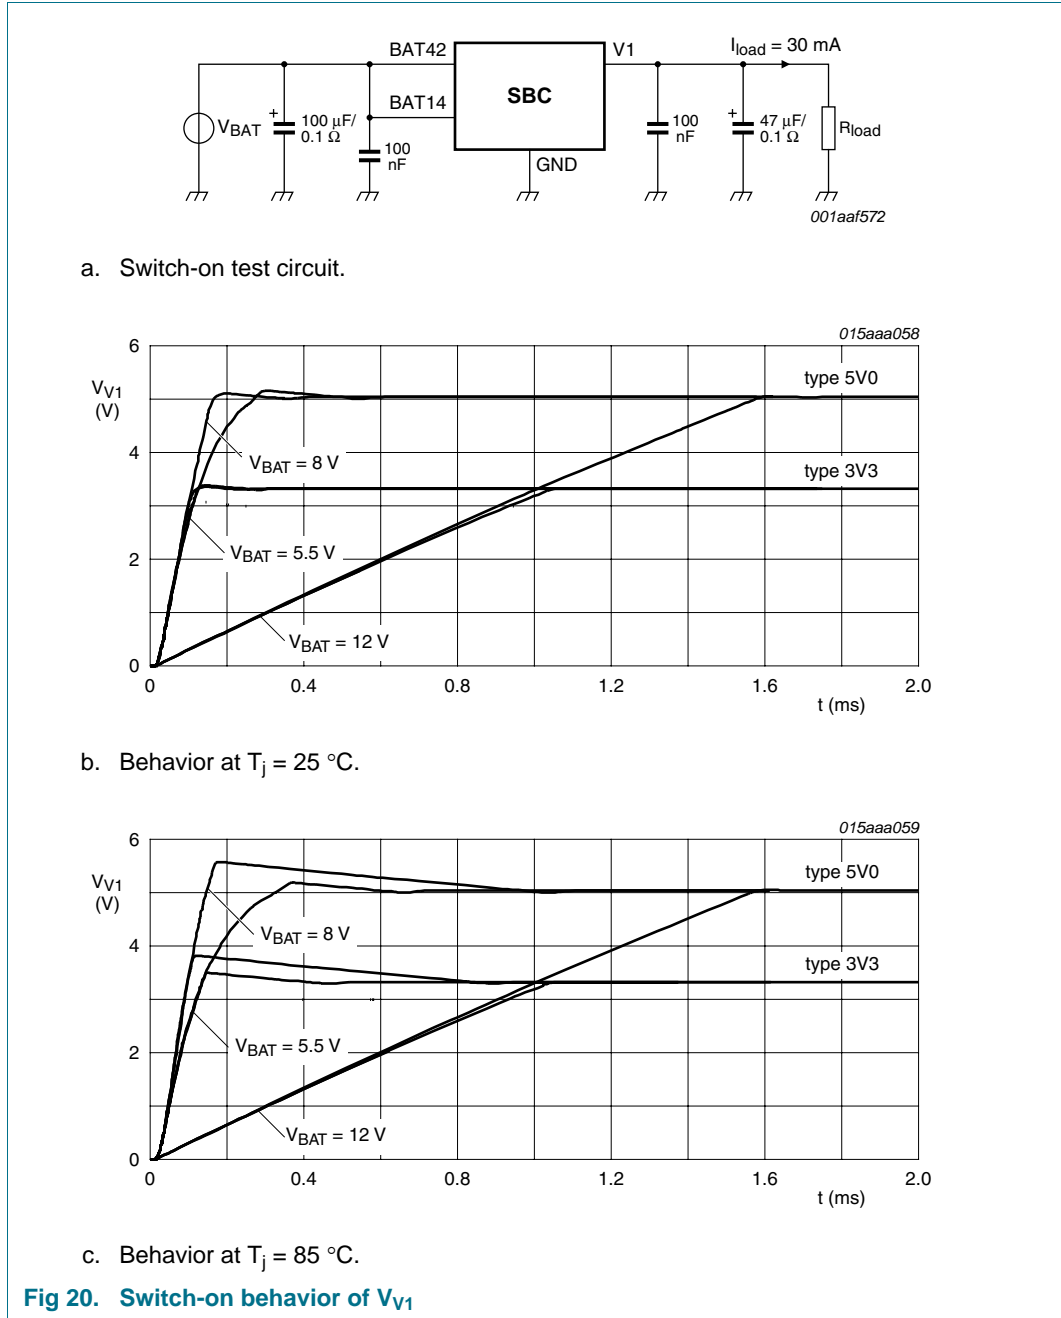 BAT42
V1
Iload = 30 mA
BAT14
SBC
VBAT
+
100 μF/
0.1 Ω
100
nF
GND
100
nF
+
47 μF/
0.1 Ω
Rload
001aaf572
a. Switch-on test circuit.
015aaa058
6
VV1
(V)
type 5V0
4
VBAT = 8 V
type 3V3
VBAT = 5.5 V
2
VBAT = 12 V
0
0 0.4 0.8 1.2 1.6 2.0
t (ms)
b. Behavior at Tj = 25 °C.
015aaa059
6
VV1
(V)
type 5V0
VBAT = 8 V
4
type 3V3
VBAT = 5.5 V
2
VBAT = 12 V
0
0 0.4 0.8 1.2 1.6 2.0
t (ms)
c. Behavior at Tj = 85 °C.
Fig 20. Switch-on behavior of VV1